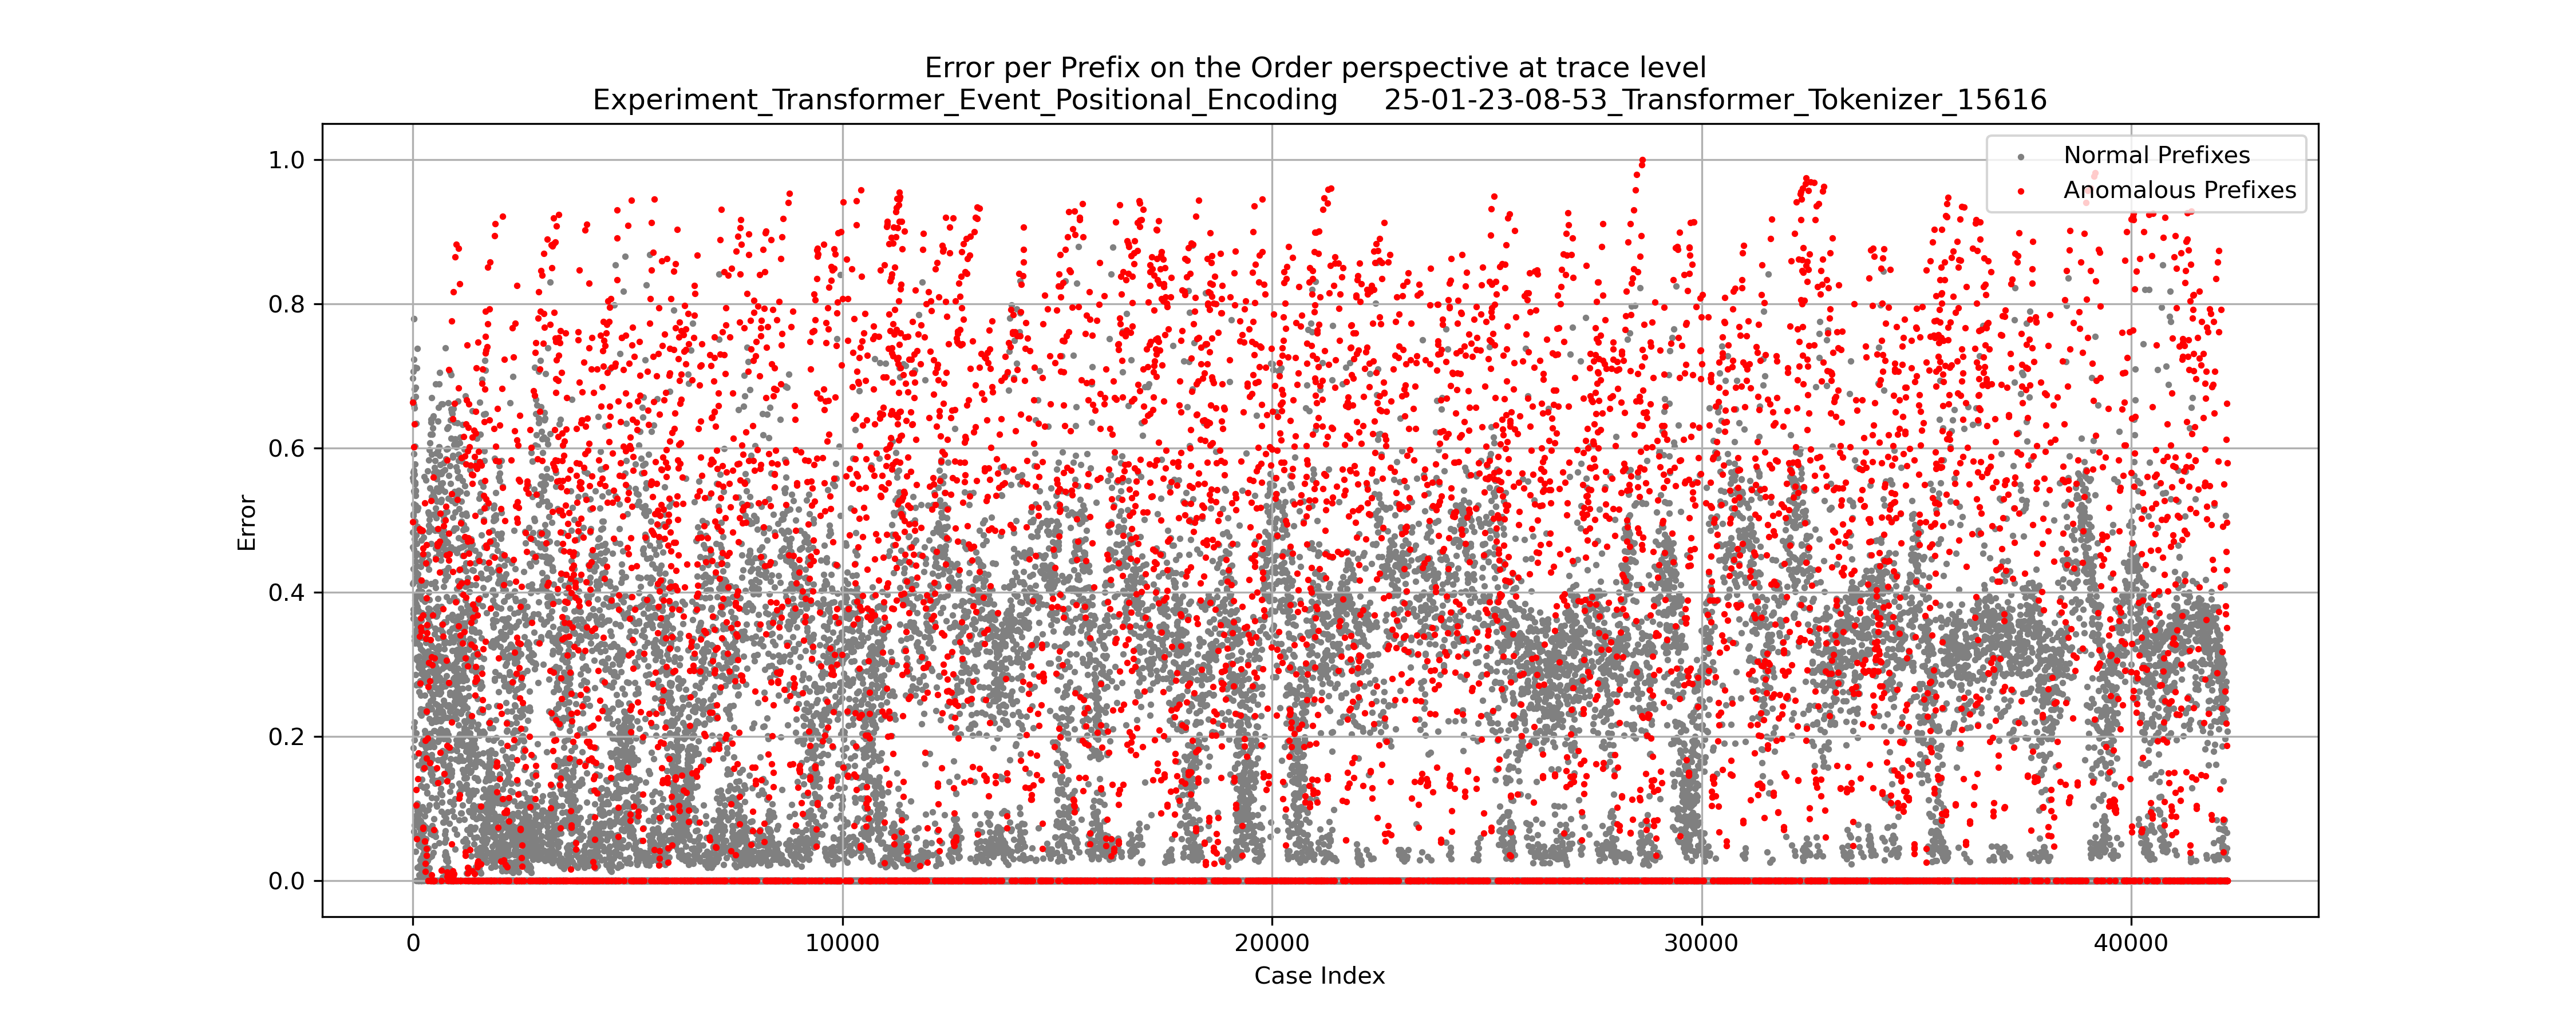 Error per Prefix on the Order perspective at trace level
Experiment_Transformer_Event_Positional_Encoding     25-01-23-08-53_Transformer_Tokenizer_15616
Normal Prefixes
Anomalous Prefixes
1.0
0.8
0.6
0.4
0.2
0.0
Error
0 10000 20000 30000 40000
Case Index